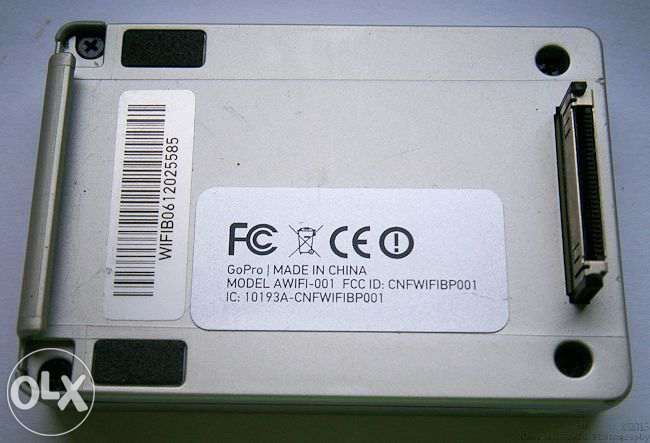 WIFIB0612025585
FC CE
GoPro | MADE IN CHINA
MODEL AWIFI-001 FCC ID: CNFWIFIBP001
IC: 10193A-CNFWIFIBP001
OLX